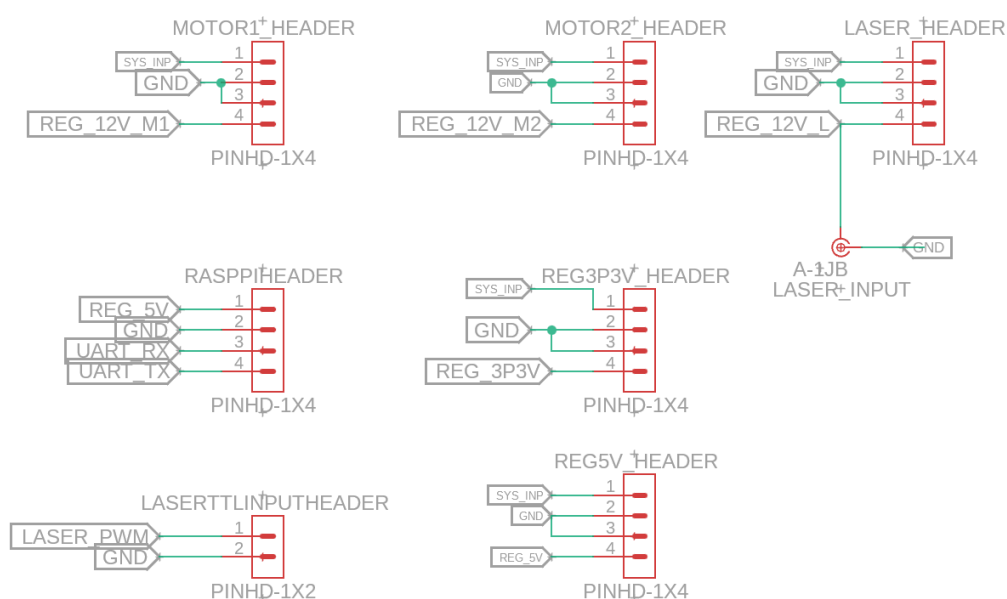 MOTOR1_HEADER
SYS_INP
GND
REG_12V_M1
1
2
3
4
PINHD-1X4
MOTOR2_HEADER
SYS_INP
GND
REG_12V_M2
1
2
3
4
PINHD-1X4
LASER_HEADER
SYS_INP
GND
REG_12V_L
1
2
3
4
PINHD-1X4
GND
A-1JB
LASER_INPUT
RASPPIHEADER
REG_5V
GND
UART_RX
UART_TX
1
2
3
4
PINHD-1X4
REG3P3V_HEADER
SYS_INP
GND
REG_3P3V
1
2
3
4
PINHD-1X4
LASERTTLINPUTHEADER
LASER_PWM
GND
1
2
PINHD-1X2
REG5V_HEADER
SYS_INP
GND
REG_5V
1
2
3
4
PINHD-1X4